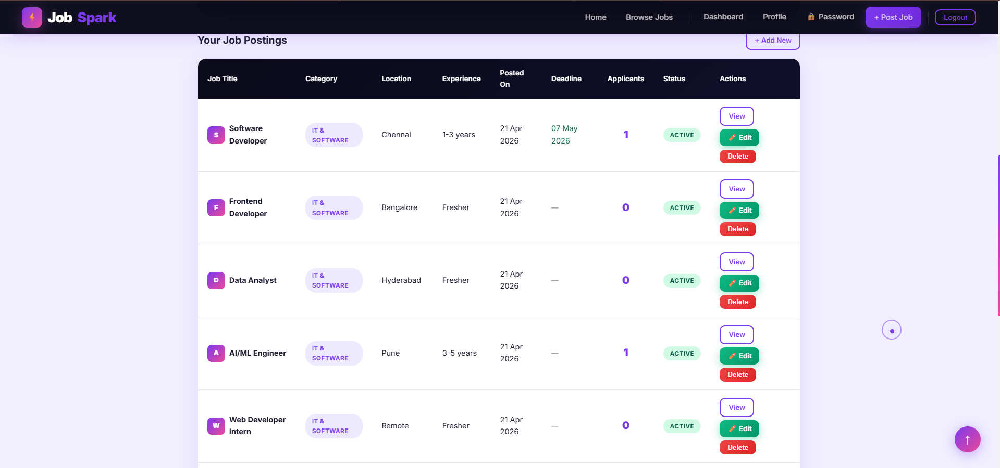 Job Spark
Home
Browse Jobs
Dashboard
Profile
Password
+ Post Job
Logout
Your Job Postings
+ Add New
Job Title
Category
Location
Experience
Posted
On
Deadline
Applicants
Status
Actions
S
Software
Developer
IT &
SOFTWARE
Chennai
1-3 years
21 Apr
2026
07 May
2026
1
ACTIVE
View
Edit
Delete
F
Frontend
Developer
IT &
SOFTWARE
Bangalore
Fresher
21 Apr
2026
—
0
ACTIVE
View
Edit
Delete
D
Data Analyst
IT &
SOFTWARE
Hyderabad
Fresher
21 Apr
2026
—
0
ACTIVE
View
Edit
Delete
A
AI/ML Engineer
IT &
SOFTWARE
Pune
3-5 years
21 Apr
2026
—
1
ACTIVE
View
Edit
Delete
W
Web Developer
Intern
IT &
SOFTWARE
Remote
Fresher
21 Apr
2026
—
0
ACTIVE
View
Edit
Delete
↑